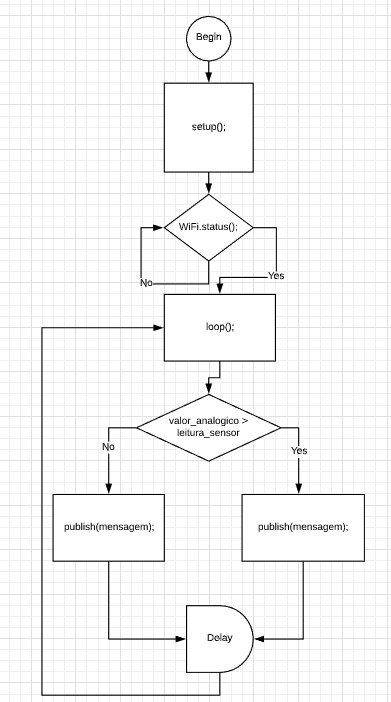 Begin
setup();
WiFi.status();
No
Yes
loop();
valor_analogico >
leitura_sensor
No
Yes
publish(mensagem);
publish(mensagem);
Delay